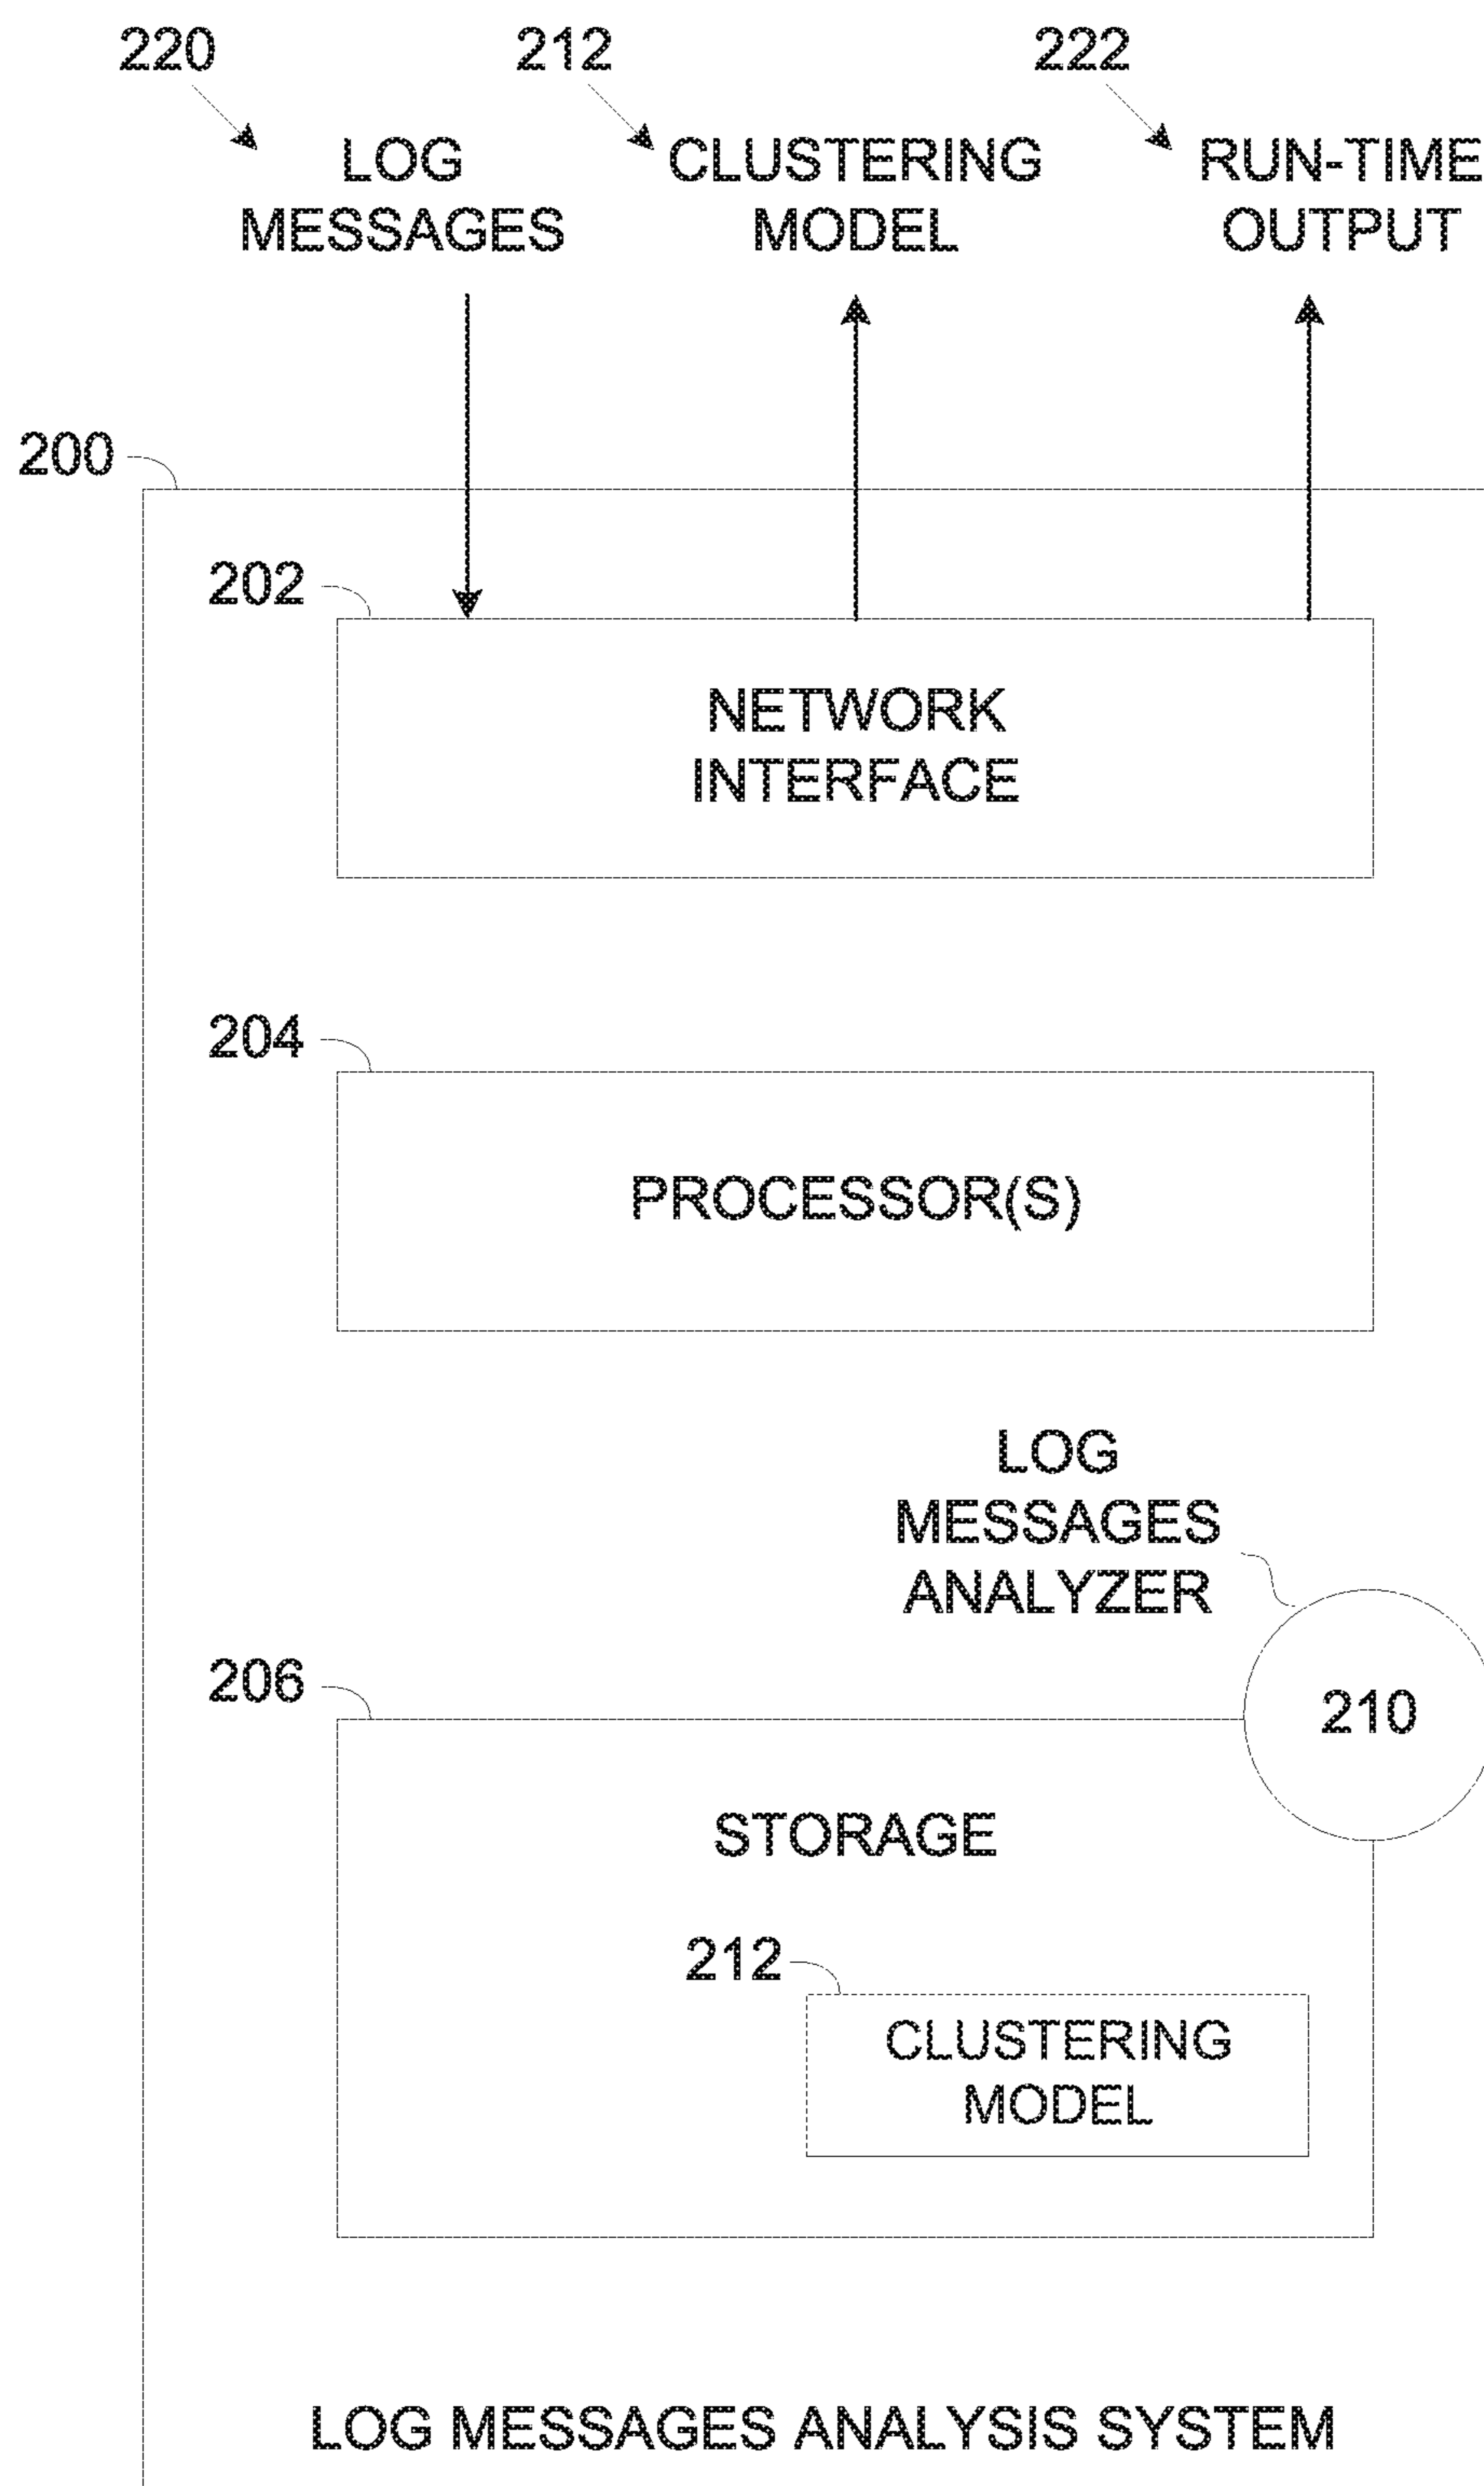 220
212
222
LOG
MESSAGES
CLUSTERING
MODEL
RUN-TIME
OUTPUT
200
202
NETWORK
INTERFACE
204
PROCESSOR(S)
LOG
MESSAGES
ANALYZER
206
210
STORAGE
212
CLUSTERING
MODEL
LOG MESSAGES ANALYSIS SYSTEM